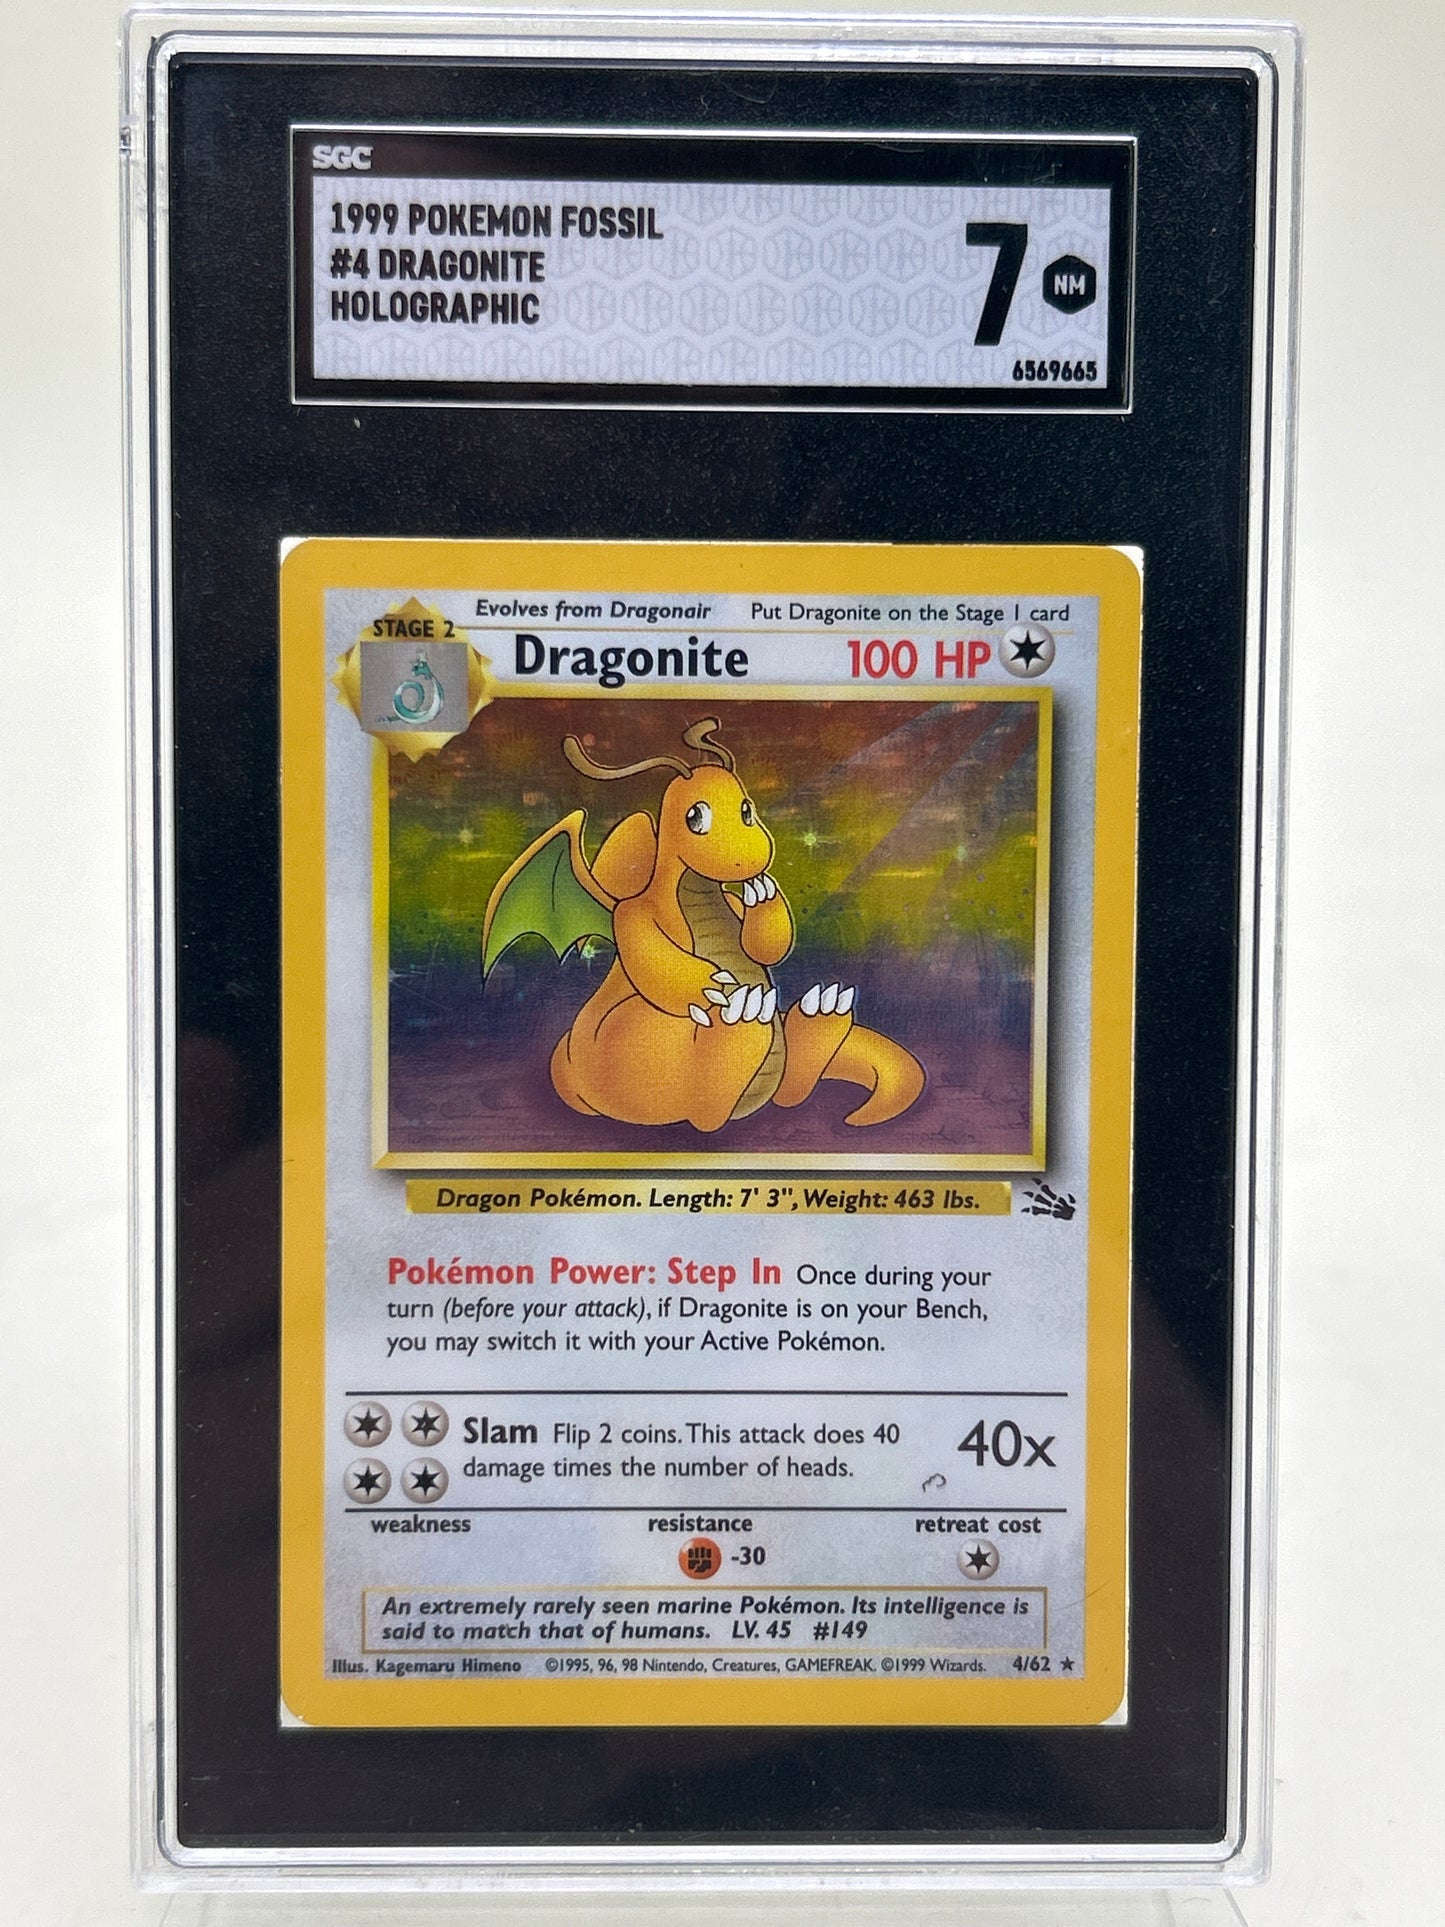 SGC
1999 POKEMON FOSSIL
#4 DRAGONITE
HOLOGRAPHIC
7 NM
6569665
Evolves from Dragonair Put Dragonite on the Stage 1 card
STAGE 2
Dragonite 100 HP
Dragon Pokémon. Length: 7' 3", Weight: 463 lbs.
Pokémon Power: Step In Once during your
turn (before your attack), if Dragonite is on your Bench,
you may switch it with your Active Pokémon.
Slam Flip 2 coins. This attack does 40
damage times the number of heads.
40x
weakness resistance retreat cost
-30
An extremely rarely seen marine Pokémon. Its intelligence is
said to match that of humans. LV. 45 #149
Illus. Kagemaru Himeno ©1995, 96, 98 Nintendo, Creatures, GAMEFREAK. ©1999 Wizards. 4/62 ★